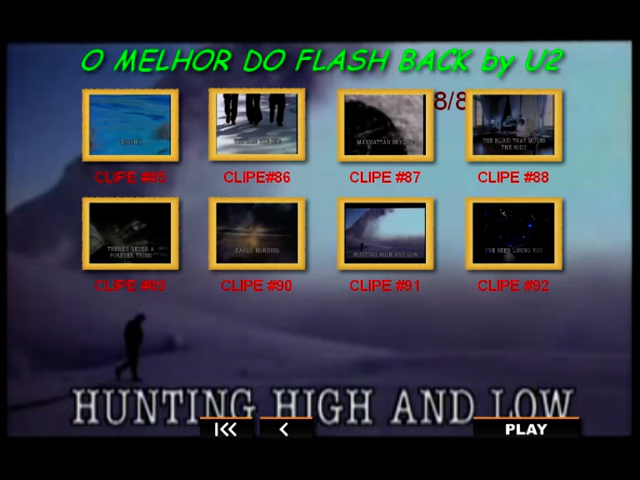 O MELHOR DO FLASH BACK by U2
8/8
MANHATTAN SKYLINE
THE BLOOD THAT MOVES
THE BODY
CLIPE #85
CLIPE#86
CLIPE #87
CLIPE #88
THERE'S NEVER A
FOREVER THING
EARLY MORNING
HUNTING HIGH AND LOW
I'VE BEEN LOSING YOU
CLIPE #89
CLIPE #90
CLIPE #91
CLIPE #92
HUNTING HIGH AND LOW
PLAY